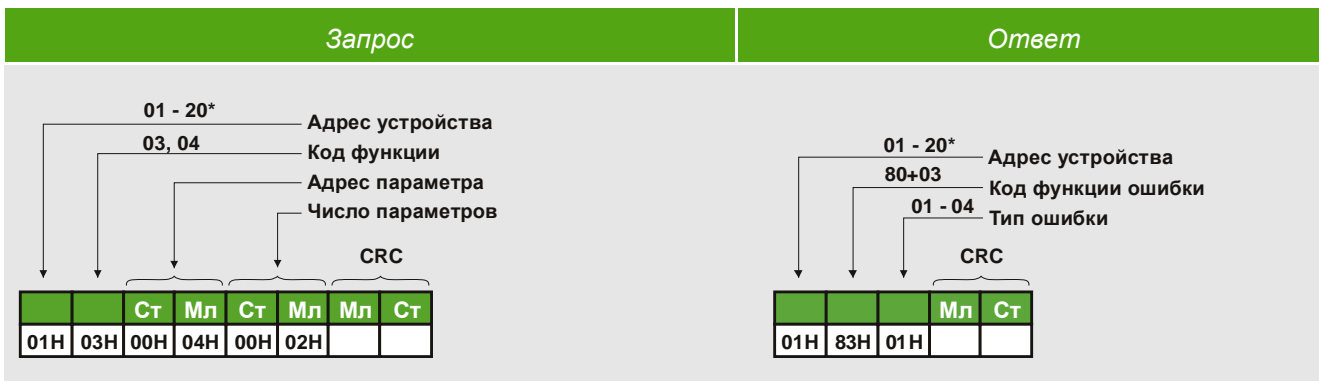 Запрос
01 - 20*
Адрес устройства
03, 04
Код функции
Адрес параметра
Число параметров
CRC
Ст Мл Ст Мл Мл Ст
01H 03H 00H 04H 00H 02H
Ответ
01 - 20*
Адрес устройства
80+03
Код функции ошибки
01 - 04
Тип ошибки
CRC
Мл Ст
01H 83H 01H